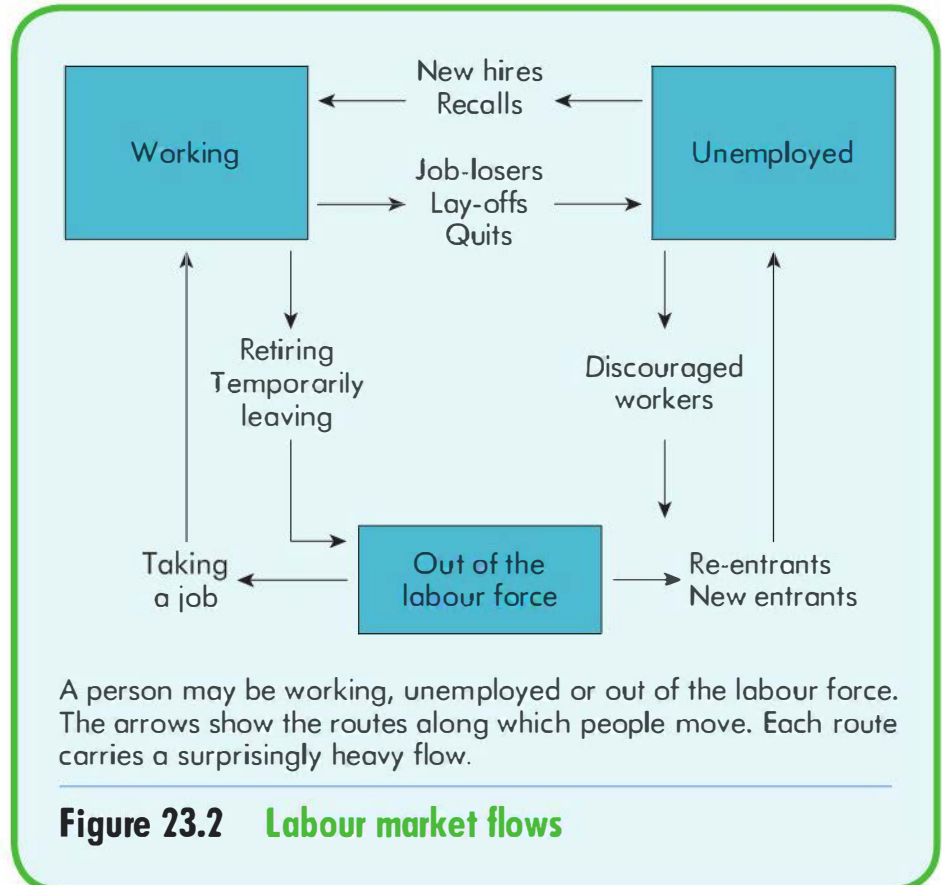 New hires
Recalls
Working
Unemployed
Job-losers
Lay-offs
Quits
Retiring
Temporarily
leaving
Discouraged
workers
Taking
a job
Out of the
labour force
Re-entrants
New entrants
A person may be working, unemployed or out of the labour force.
The arrows show the routes along which people move. Each route
carries a surprisingly heavy flow.
Figure 23.2 Labour market flows